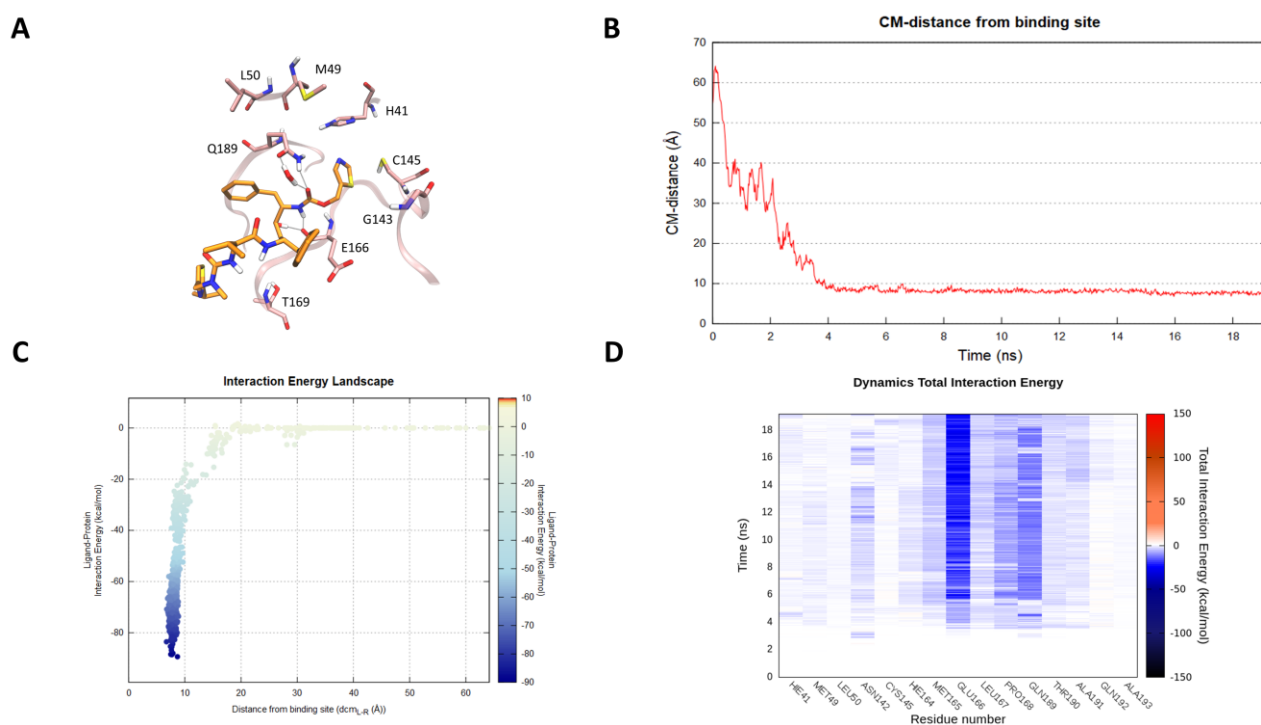 A
L50
M49
H41
Q189
C145
G143
E166
T169
B
CM-distance from binding site
CM-distance (Å)
70
60
50
40
30
20
10
0
0
2
4
6
8
10
12
14
16
18
Time (ns)
C
Interaction Energy Landscape
Ligand-Protein
Interaction Energy (kcal/mol)
0
-20
-40
-60
-80
0
10
20
30
40
50
60
Distance from binding site (dcmL-R (Å))
10
0
-10
-20
-30
-40
-50
-60
-70
-80
-90
Ligand-Protein
Interaction Energy (kcal/mol)
D
Dynamics Total Interaction Energy
Time (ns)
18
16
14
12
10
8
6
4
2
0
HIE41
MET49
LEU50
ASN142
CYS145
HIE164
MET165
GLU166
LEU167
PRO168
GLN189
THR190
ALA191
GLN192
ALA193
Residue number
150
100
50
0
-50
-100
-150
Total Interaction Energy (kcal/mol)